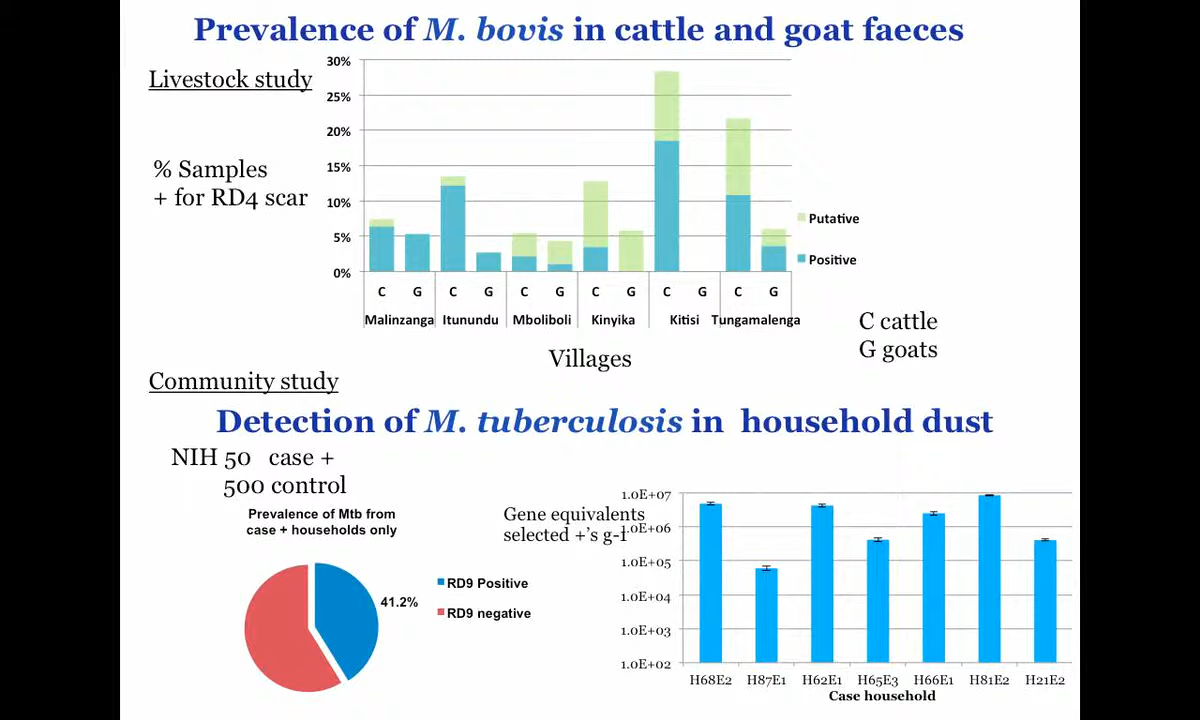 Prevalence of M. bovis in cattle and goat faeces
Livestock study
% Samples
+ for RD4 scar
30%
25%
20%
15%
10%
5%
0%
Putative
Positive
C G C G C G C G C G C G
Malinzanga Itunundu Mboliboli Kinyika Kitisi Tungamalenga
Villages
C cattle
G goats
Community study
Detection of M. tuberculosis in household dust
NIH 50 case +
500 control
Prevalence of Mtb from
case + households only
41.2%
RD9 Positive
RD9 negative
Gene equivalents
selected +'s g-1
1.0E+07
1.0E+06
1.0E+05
1.0E+04
1.0E+03
1.0E+02
H68E2 H87E1 H62E1 H65E3 H66E1 H81E2 H21E2
Case household